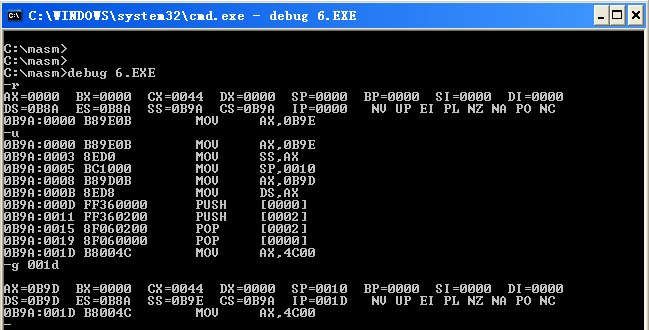 C:\WINDOWS\system32\cmd.exe - debug 6.EXE
C:\masm>
C:\masm>
C:\masm>debug 6.EXE
-r
AX=0000  BX=0000  CX=0044  DX=0000  SP=0000  BP=0000  SI=0000  DI=0000
DS=0B8A  ES=0B8A  SS=0B9A  CS=0B9A  IP=0000   NV UP EI PL NZ NA PO NC
0B9A:0000 B89E0B        MOV     AX,0B9E
-u
0B9A:0000 B89E0B        MOV     AX,0B9E
0B9A:0003 8ED0          MOV     SS,AX
0B9A:0005 BC1000        MOV     SP,0010
0B9A:0008 B89D0B        MOV     AX,0B9D
0B9A:000B 8ED8          MOV     DS,AX
0B9A:000D FF360000      PUSH    [0000]
0B9A:0011 FF360200      PUSH    [0002]
0B9A:0015 8F060200      POP     [0002]
0B9A:0019 8F060000      POP     [0000]
0B9A:001D B8004C        MOV     AX,4C00
-g 001d
AX=0B9D  BX=0000  CX=0044  DX=0000  SP=0010  BP=0000  SI=0000  DI=0000
DS=0B9D  ES=0B8A  SS=0B9E  CS=0B9A  IP=001D   NV UP EI PL NZ NA PO NC
0B9A:001D B8004C        MOV     AX,4C00
-